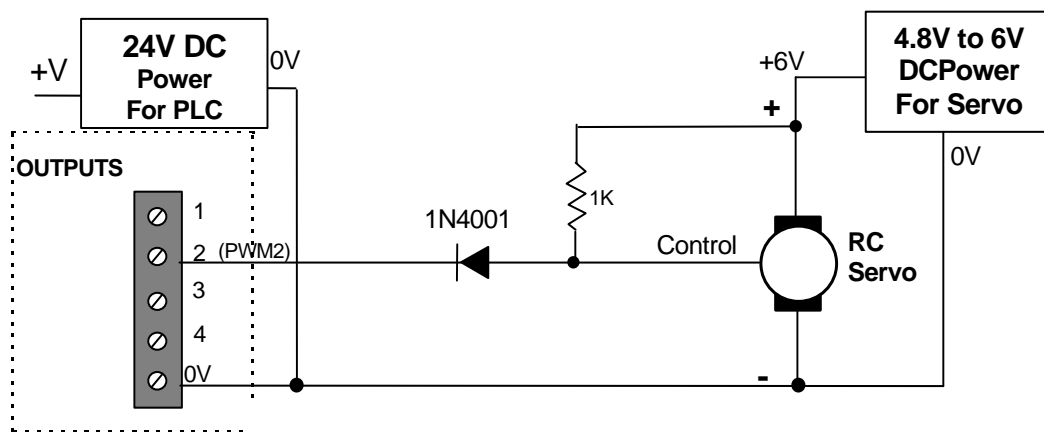 24V DC
Power
For PLC
+V
0V
OUTPUTS
1
2 (PWM2)
3
4
0V
1N4001
1K
Control
+6V
+
4.8V to 6V
DCPower
For Servo
0V
RC
Servo
-